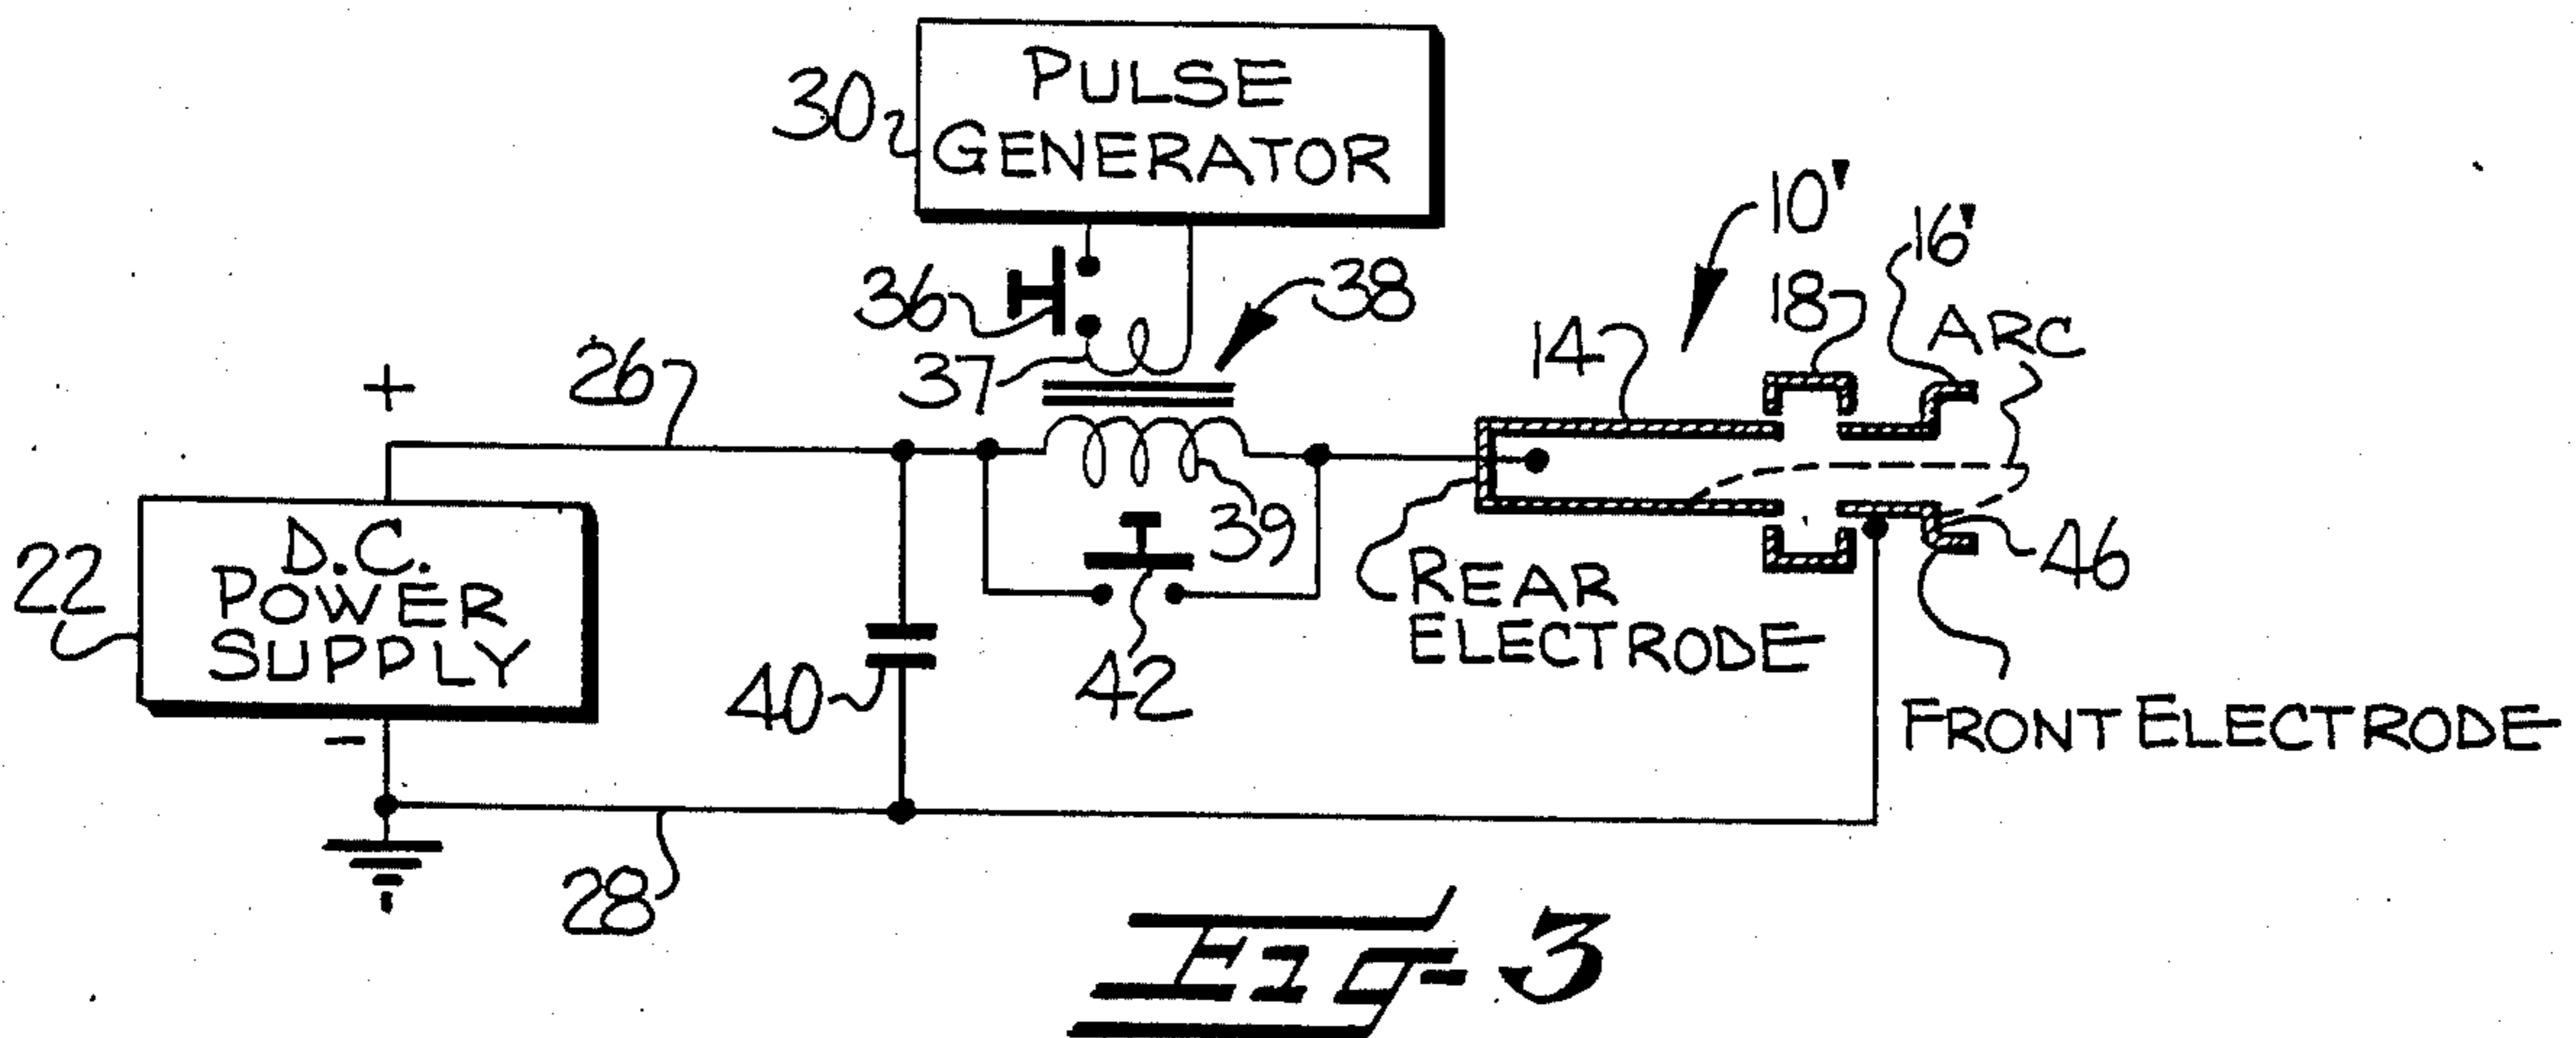 PULSE
GENERATOR
30
10'
16'
18
ARC
36
38
37
14
26
+
39
D.C.
POWER
SUPPLY
22
REAR
ELECTRODE
46
40
42
FRONT ELECTRODE
-
28
Fig-3